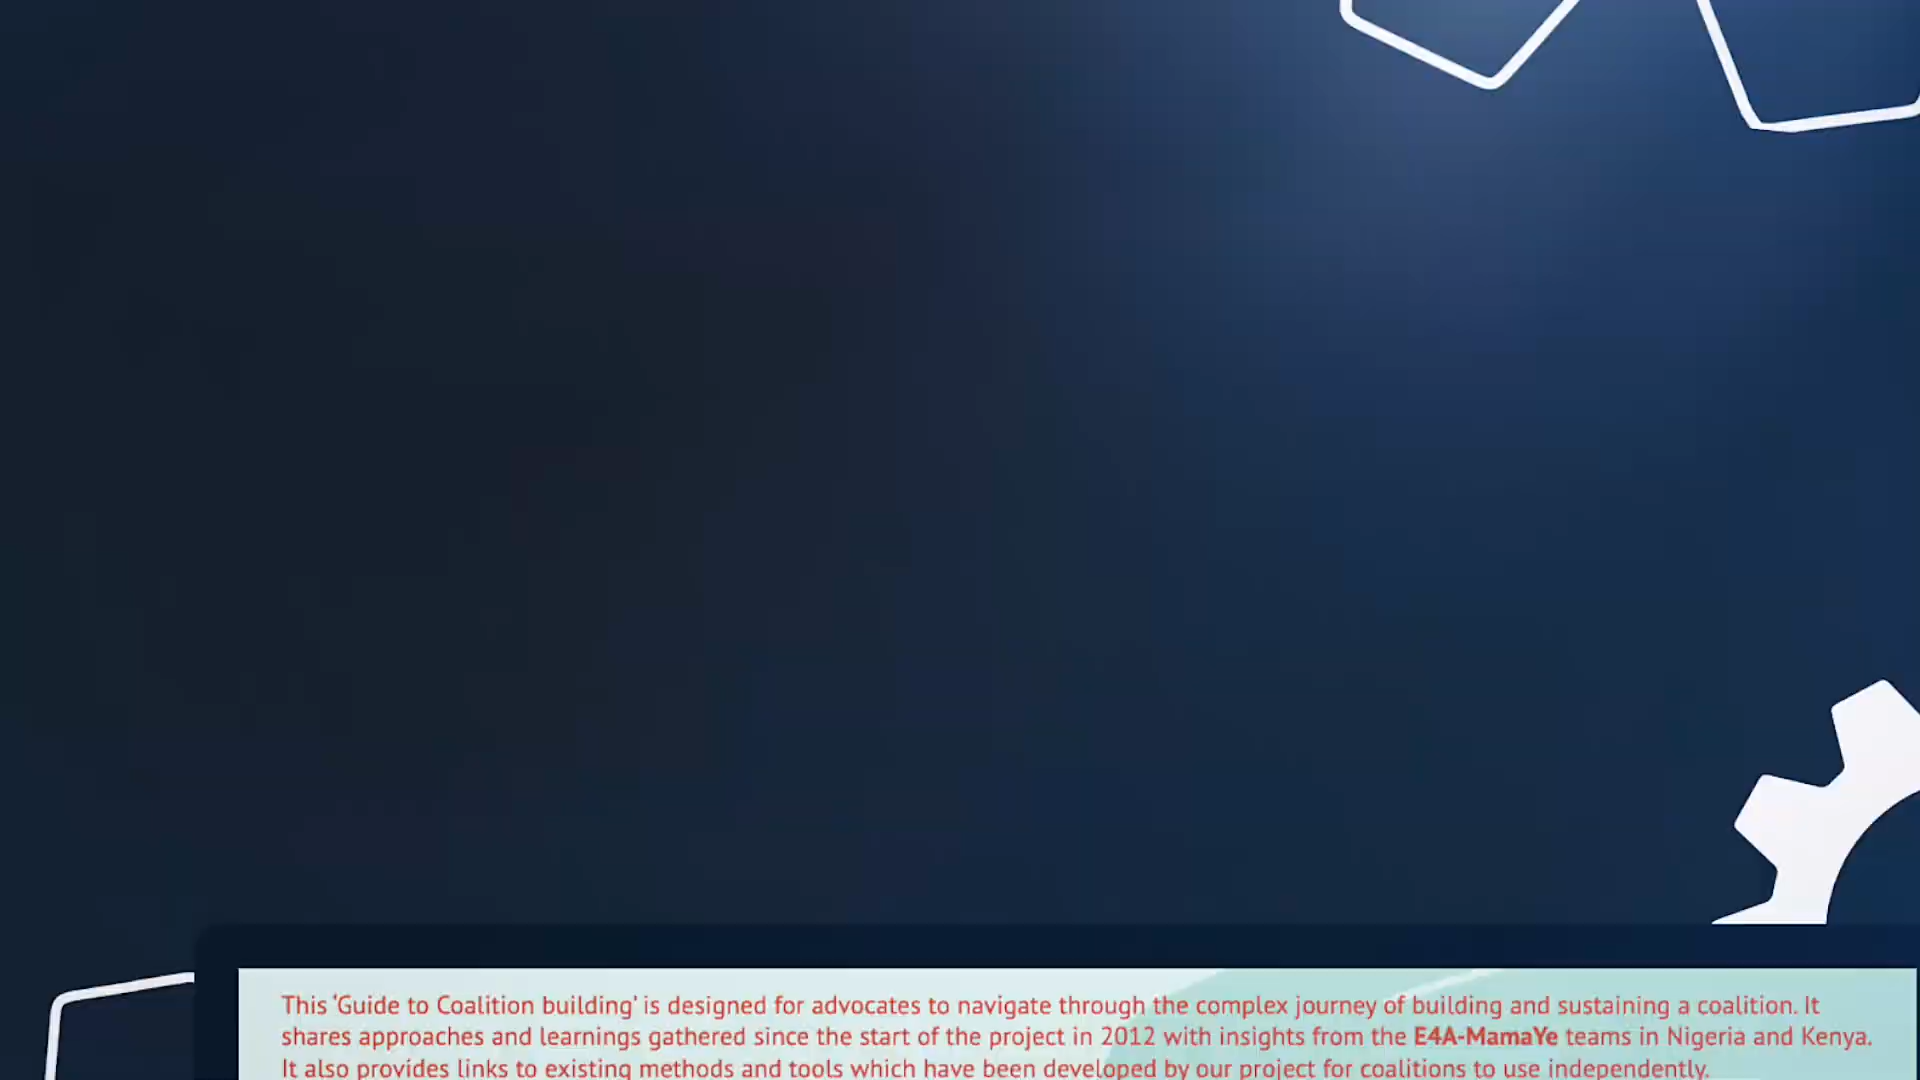 This ‘Guide to Coalition building’ is designed for advocates to navigate through the complex journey of building and sustaining a coalition. It
shares approaches and learnings gathered since the start of the project in 2012 with insights from the E4A-MamaYe teams in Nigeria and Kenya.
It also provides links to existing methods and tools which have been developed by our project for coalitions to use independently.